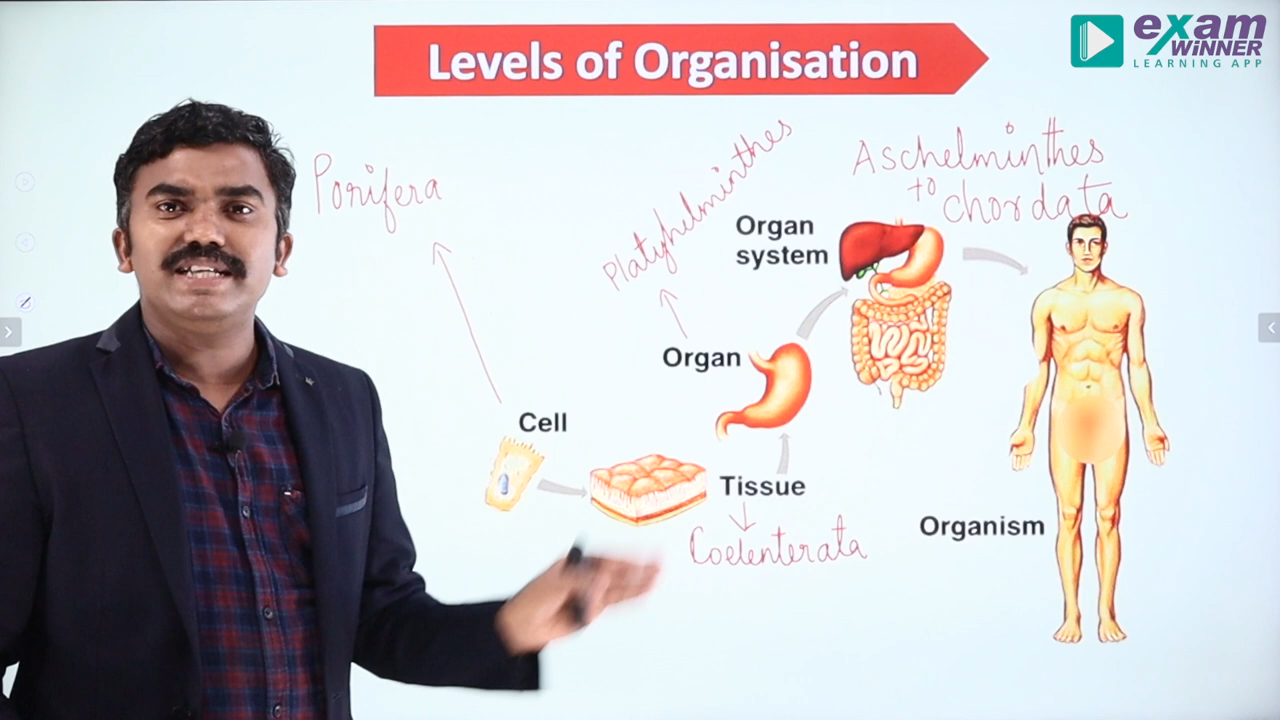 Levels of Organisation
exam
WINNER
LEARNING APP
Porifera
Platyhelminthes
Aschelminthes
to
chordata
Organ
system
Organ
Cell
Tissue
Coelenterata
Organism